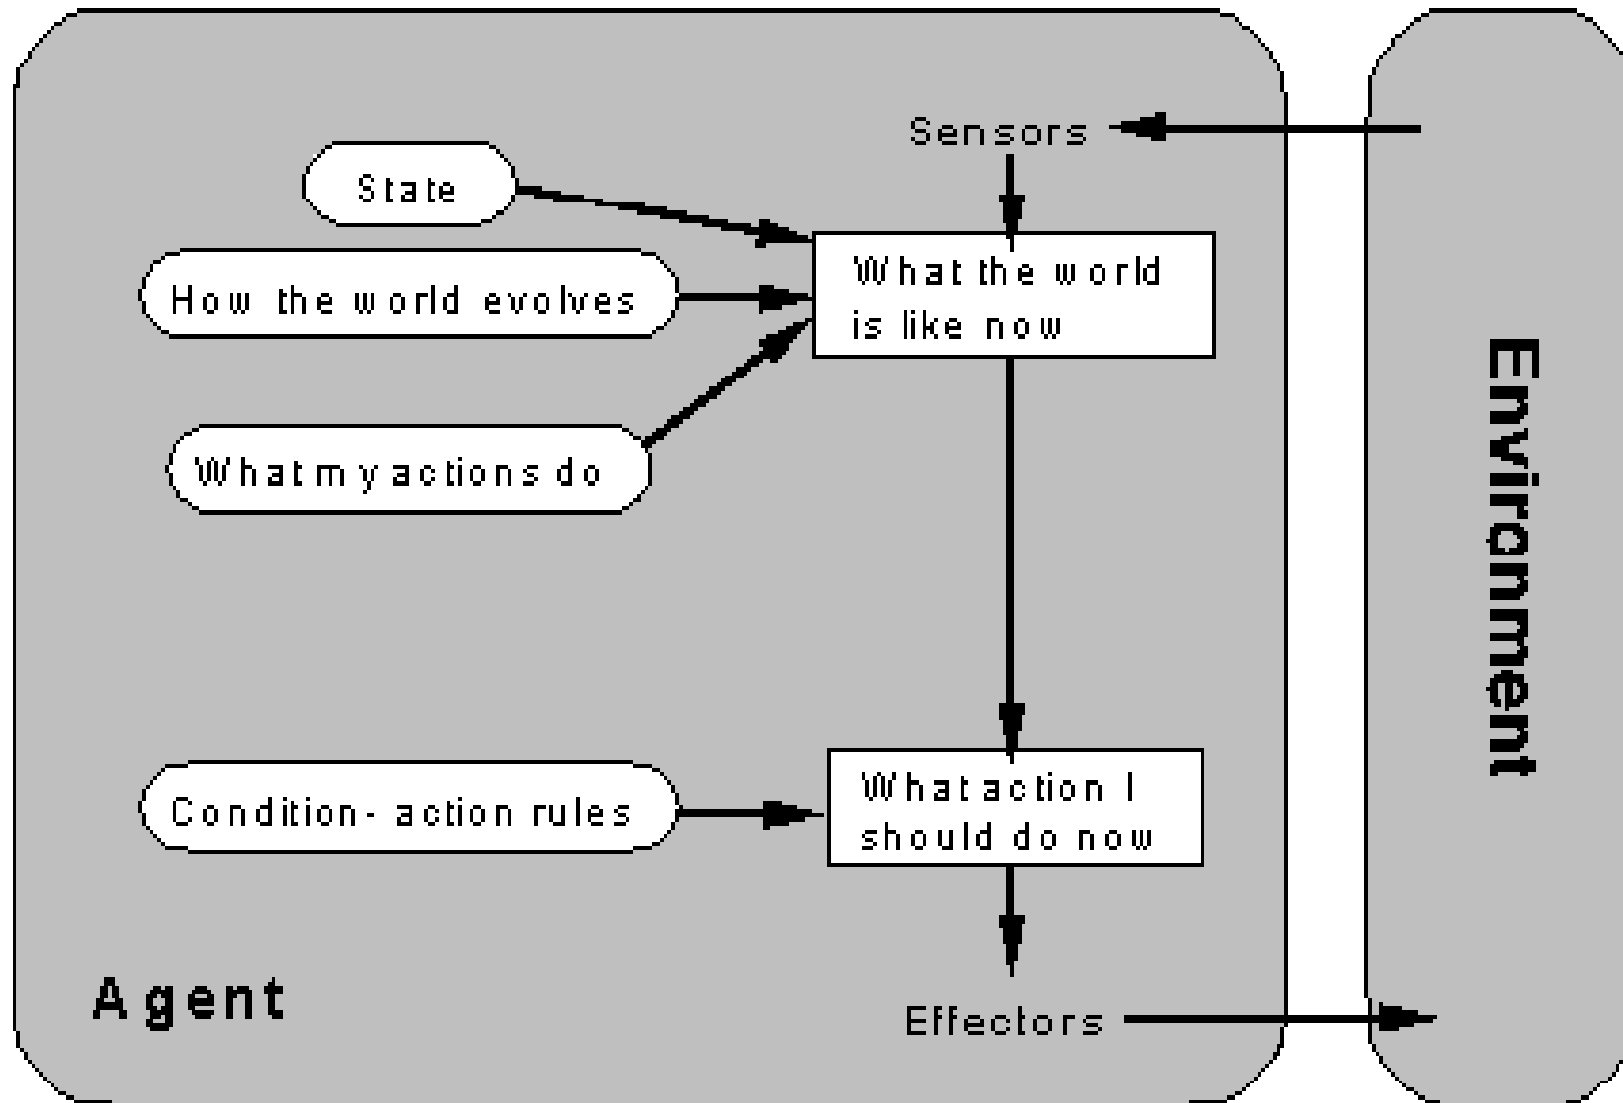 Sensors
State
What the world
is like now
How the world evolves
What my actions do
Environment
Condition-action rules
What action I
should do now
Agent
Effectors